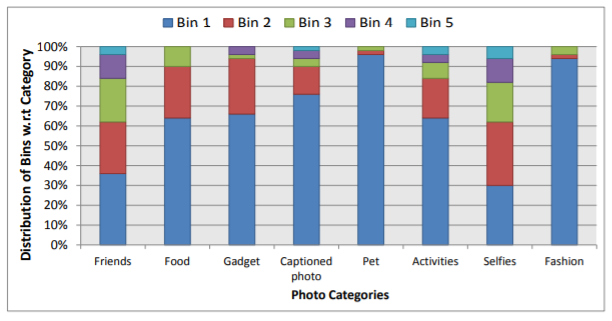 Bin 1 Bin 2 Bin 3 Bin 4 Bin 5
Distribution of Bins w.r.t Category
100%
90%
80%
70%
60%
50%
40%
30%
20%
10%
0%
Friends Food Gadget Captioned photo Pet Activities Selfies Fashion
Photo Categories